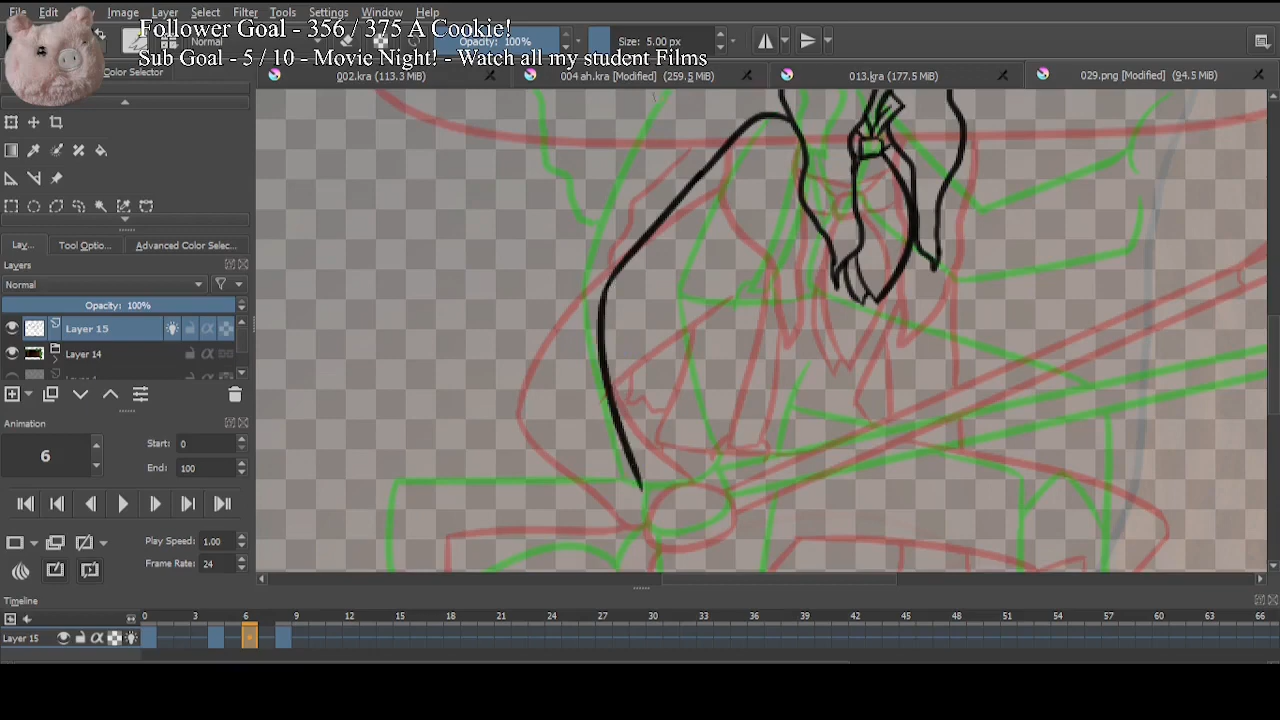 File Edit View Image Layer Select Filter Tools Settings Window Help
Follower Goal - 356 / 375 A Cookie!
Normal Opacity: 100% Size: 5.00 px
Sub Goal - 5 / 10 - Movie Night! - Watch all my student Films
Color Selector
002.kra (113.3 MiB) 004 ah.kra [Modified] (259.5 MiB) 013.kra (177.5 MiB) 029.png [Modified] (94.5 MiB)
Lay... Tool Optio... Advanced Color Selec...
Layers
Normal
Opacity: 100%
Layer 15
Layer 14
Animation
6 Start: 0
End: 100
Play Speed: 1.00
Frame Rate: 24
Timeline
0 3 6 9 12 15 18 21 24 27 30 33 36 39 42 45 48 51 54 57 60 63 66
Layer 15